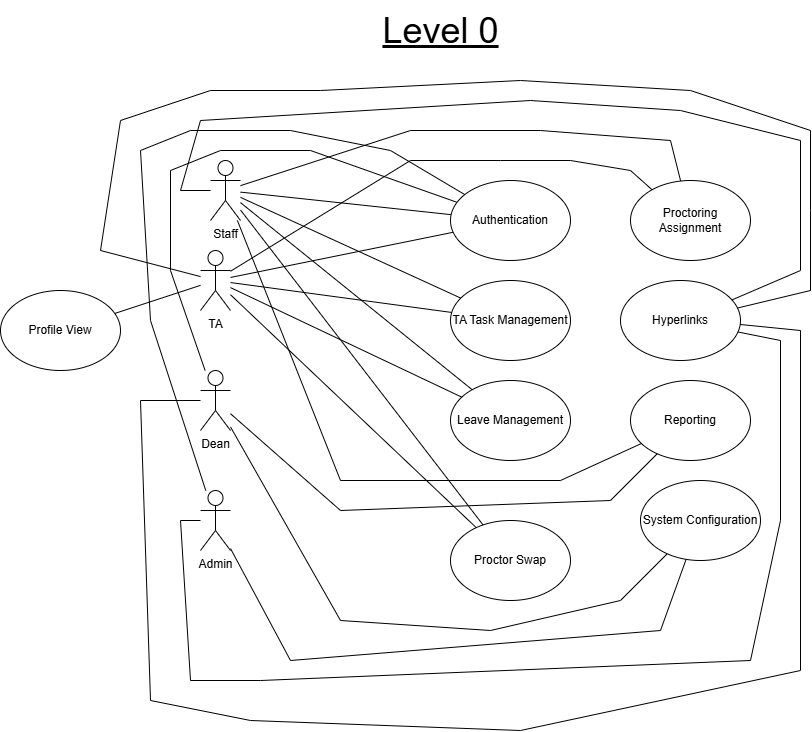 Level 0
Staff
Authentication
Proctoring
Assignment
TA
Profile View
TA Task Management
Hyperlinks
Dean
Leave Management
Reporting
System Configuration
Admin
Proctor Swap